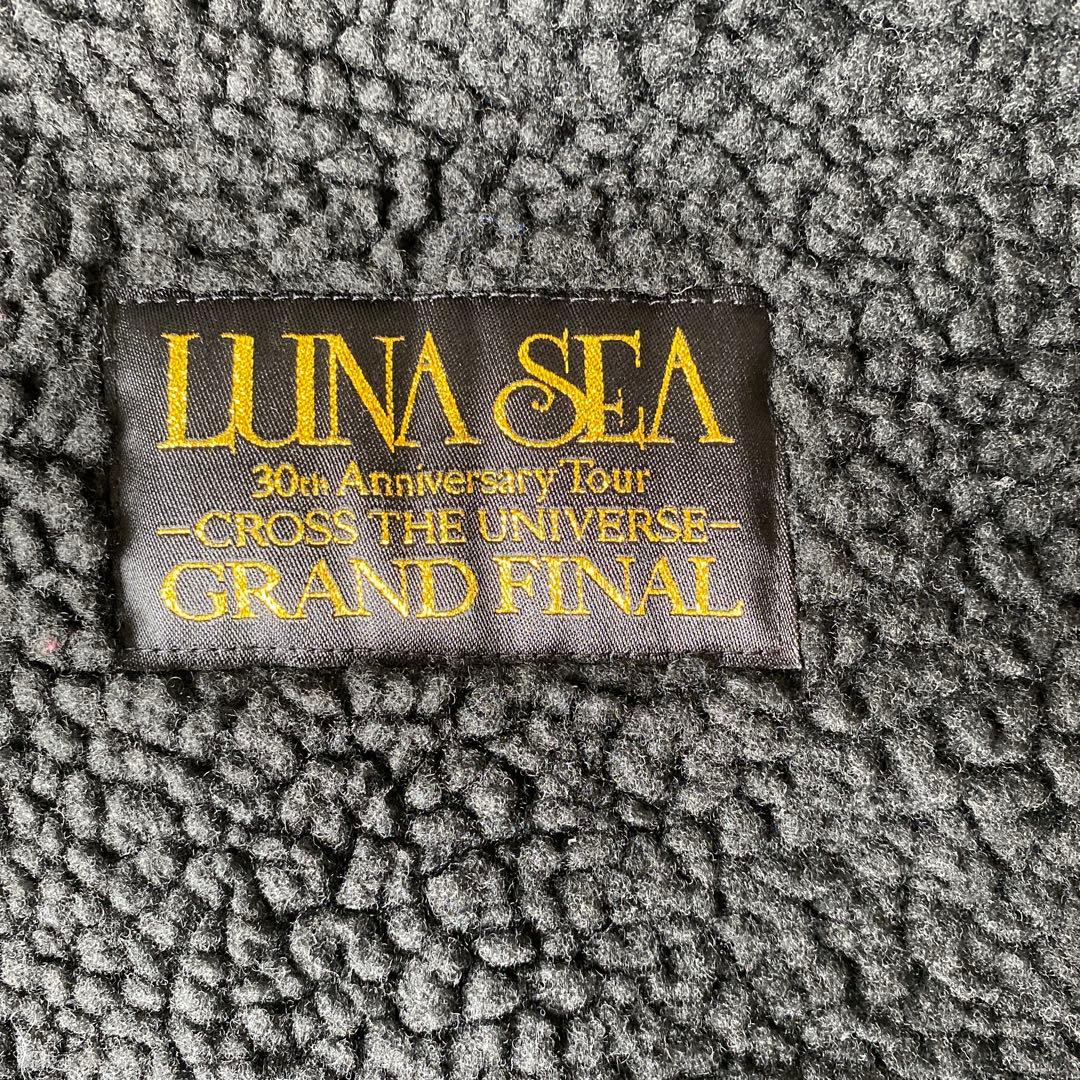 LUNA SEA
30th Anniversary Tour
-CROSS THE UNIVERSE-
GRAND FINAL